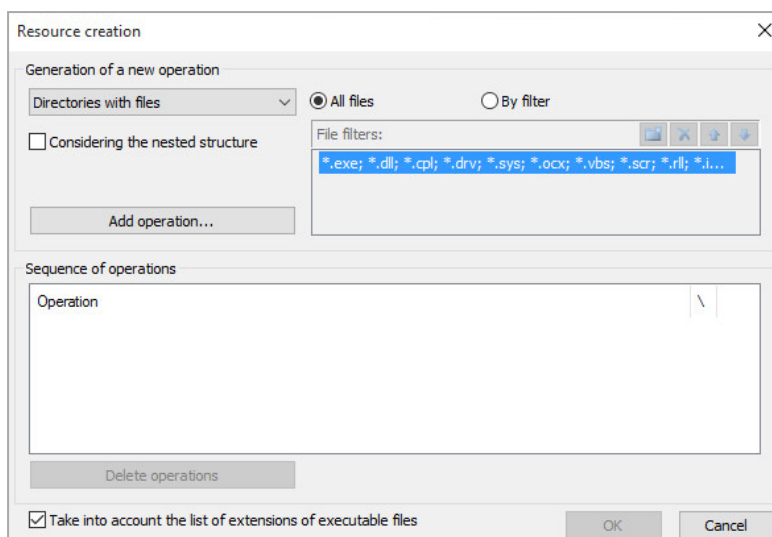 Resource creation
Generation of a new operation
Directories with files
All files
By filter
Considering the nested structure
File filters:
*.exe; *.dll; *.cpl; *.drv; *.sys; *.ocx; *.vbs; *.scr; *.rll; *.i...
Add operation...
Sequence of operations
Operation
\
Delete operations
Take into account the list of extensions of executable files
OK
Cancel